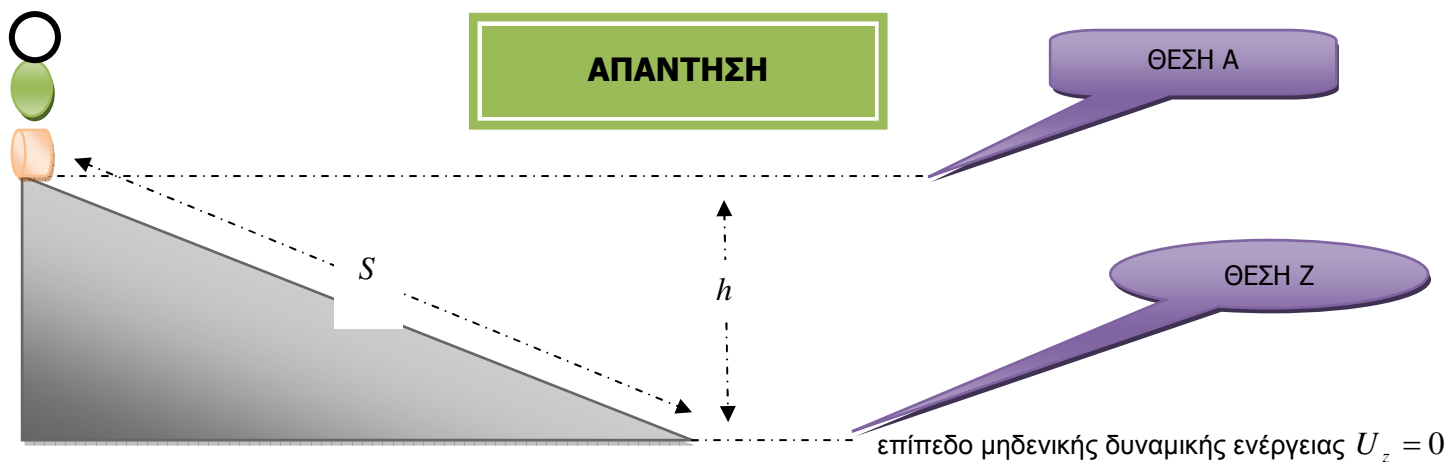 ΑΠΑΝΤΗΣΗ
ΘΕΣΗ Α
S
h
ΘΕΣΗ Ζ
επίπεδο μηδενικής δυναμικής ενέργειας U_z = 0